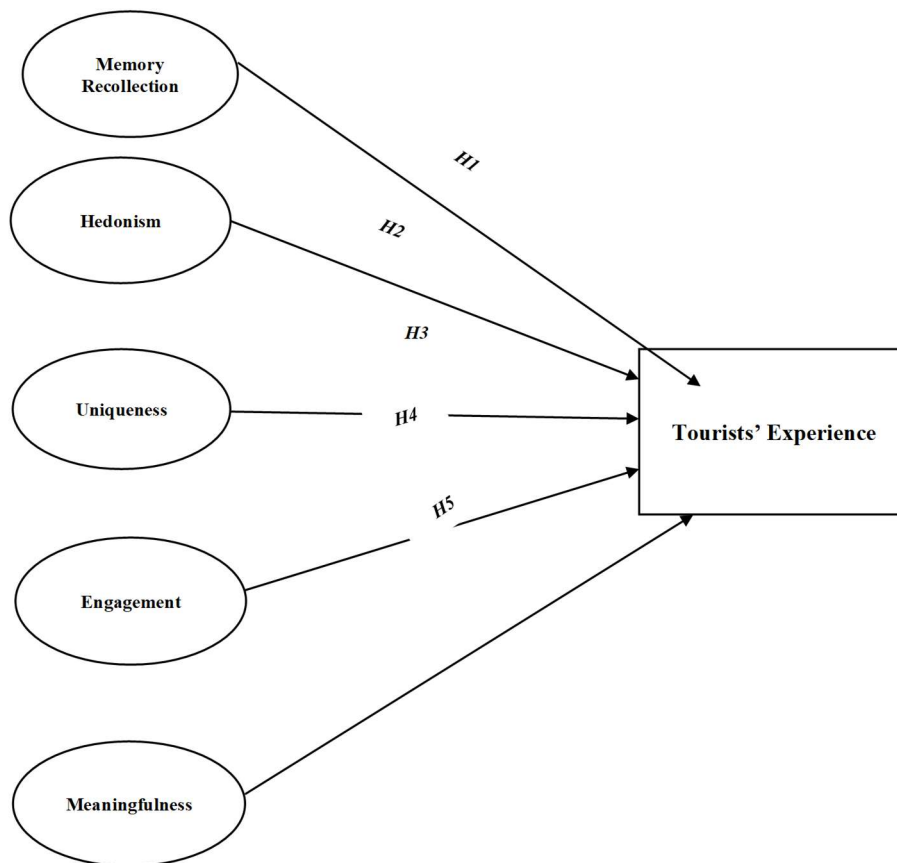 Memory
Recollection
H1
Hedonism
H2
H3
Uniqueness
H4
Tourists’ Experience
H5
Engagement
Meaningfulness